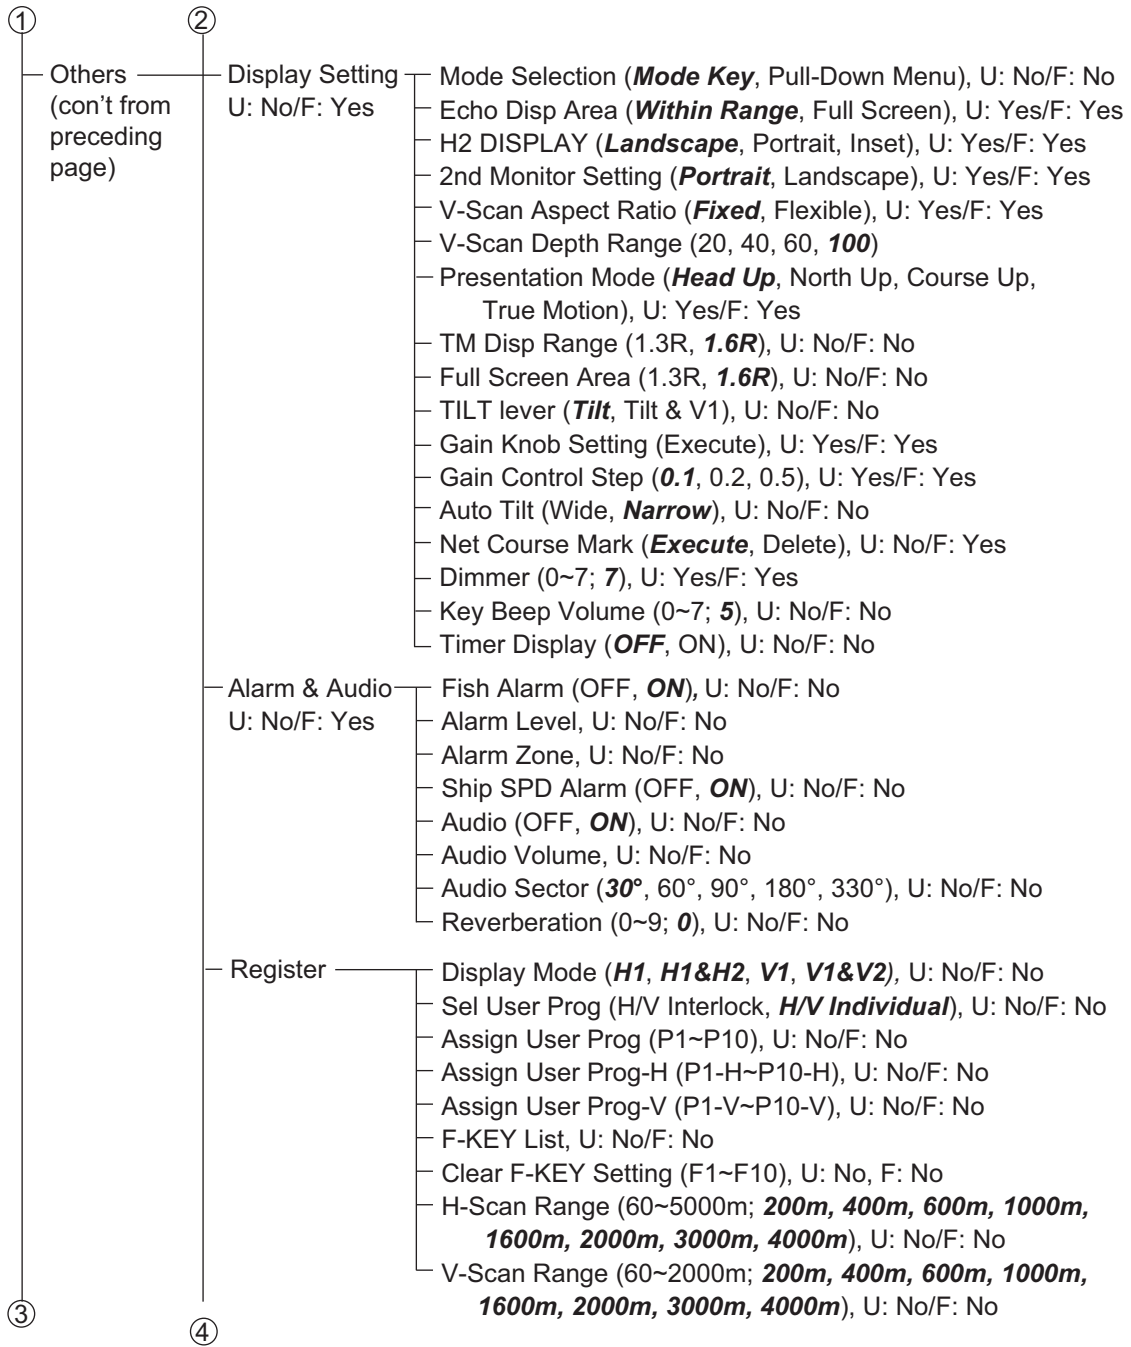 ① ②
Others Display Setting Mode Selection (Mode Key, Pull-Down Menu), U: No/F: No
(con't from U: No/F: Yes Echo Disp Area (Within Range, Full Screen), U: Yes/F: Yes
preceding H2 DISPLAY (Landscape, Portrait, Inset), U: Yes/F: Yes
page) 2nd Monitor Setting (Portrait, Landscape), U: Yes/F: Yes
V-Scan Aspect Ratio (Fixed, Flexible), U: Yes/F: Yes
V-Scan Depth Range (20, 40, 60, 100)
Presentation Mode (Head Up, North Up, Course Up,
True Motion), U: Yes/F: Yes
TM Disp Range (1.3R, 1.6R), U: No/F: No
Full Screen Area (1.3R, 1.6R), U: No/F: No
TILT lever (Tilt, Tilt & V1), U: No/F: No
Gain Knob Setting (Execute), U: Yes/F: Yes
Gain Control Step (0.1, 0.2, 0.5), U: Yes/F: Yes
Auto Tilt (Wide, Narrow), U: No/F: No
Net Course Mark (Execute, Delete), U: No/F: Yes
Dimmer (0~7; 7), U: Yes/F: Yes
Key Beep Volume (0~7; 5), U: No/F: No
Timer Display (OFF, ON), U: No/F: No
Alarm & Audio Fish Alarm (OFF, ON), U: No/F: No
U: No/F: Yes Alarm Level, U: No/F: No
Alarm Zone, U: No/F: No
Ship SPD Alarm (OFF, ON), U: No/F: No
Audio (OFF, ON), U: No/F: No
Audio Volume, U: No/F: No
Audio Sector (30°, 60°, 90°, 180°, 330°), U: No/F: No
Reverberation (0~9; 0), U: No/F: No
Register Display Mode (H1, H1&H2, V1, V1&V2), U: No/F: No
Sel User Prog (H/V Interlock, H/V Individual), U: No/F: No
Assign User Prog (P1~P10), U: No/F: No
Assign User Prog-H (P1-H~P10-H), U: No/F: No
Assign User Prog-V (P1-V~P10-V), U: No/F: No
F-KEY List, U: No/F: No
Clear F-KEY Setting (F1~F10), U: No, F: No
H-Scan Range (60~5000m; 200m, 400m, 600m, 1000m,
1600m, 2000m, 3000m, 4000m), U: No/F: No
V-Scan Range (60~2000m; 200m, 400m, 600m, 1000m,
1600m, 2000m, 3000m, 4000m), U: No/F: No
③ ④